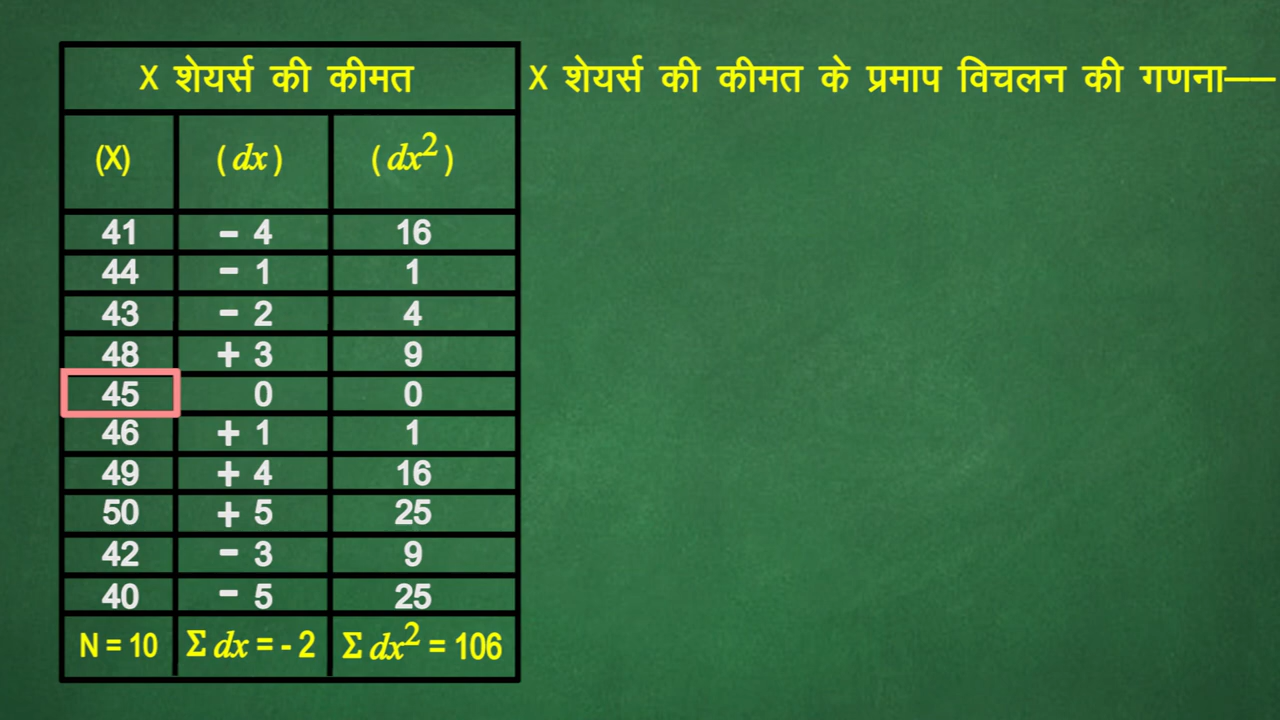 X शेयर्स की कीमत
(X) (dx) (dx²)
41 - 4 16
44 - 1 1
43 - 2 4
48 + 3 9
45 0 0
46 + 1 1
49 + 4 16
50 + 5 25
42 - 3 9
40 - 5 25
N = 10 Σ dx = - 2 Σ dx² = 106
X शेयर्स की कीमत के प्रमाप विचलन की गणना——